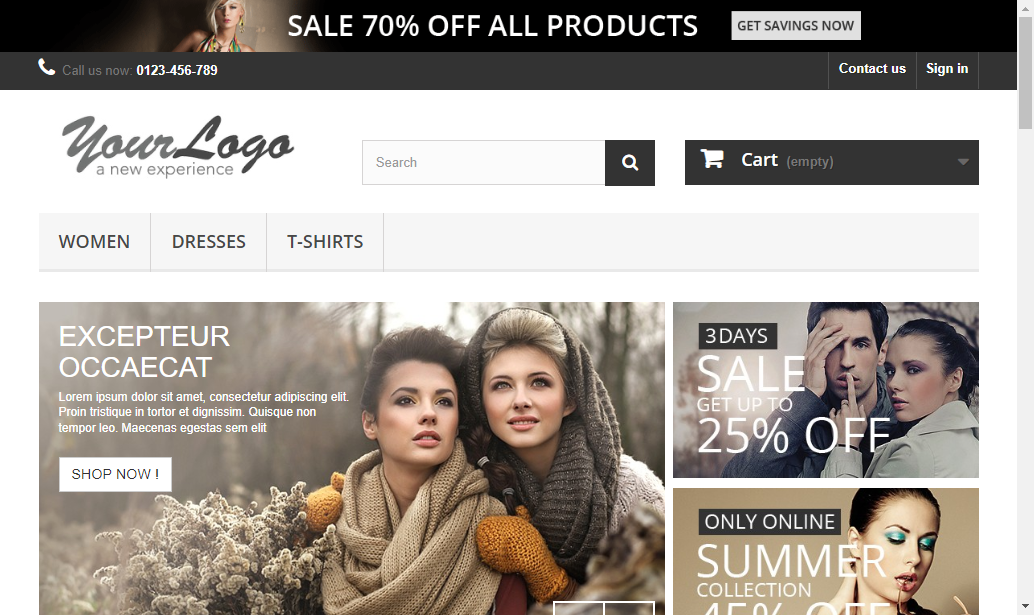 SALE 70% OFF ALL PRODUCTS
GET SAVINGS NOW
Call us now: 0123-456-789
Contact us
Sign in
YourLogo
a new experience
Search
Cart (empty)
WOMEN
DRESSES
T-SHIRTS
EXCEPTEUR
OCCAECAT
Lorem ipsum dolor sit amet, consectetur adipiscing elit.
Proin tristique in tortor et dignissim. Quisque non
tempor leo. Maecenas egestas sem elit
SHOP NOW !
3 DAYS
SALE
GET UP TO
25% OFF
ONLY ONLINE
SUMMER
COLLECTION
45% OFF